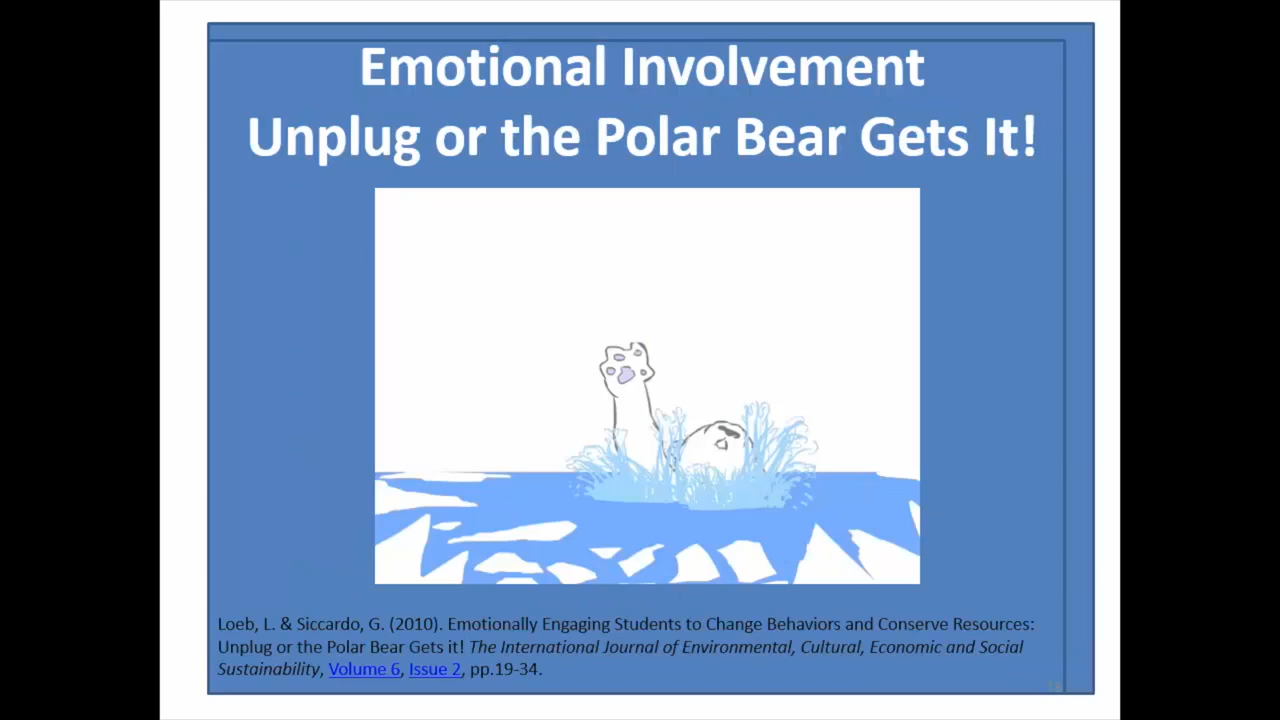 Emotional Involvement
Unplug or the Polar Bear Gets It!
Loeb, L. & Siccardo, G. (2010). Emotionally Engaging Students to Change Behaviors and Conserve Resources:
Unplug or the Polar Bear Gets it! The International Journal of Environmental, Cultural, Economic and Social
Sustainability, Volume 6, Issue 2, pp.19-34.